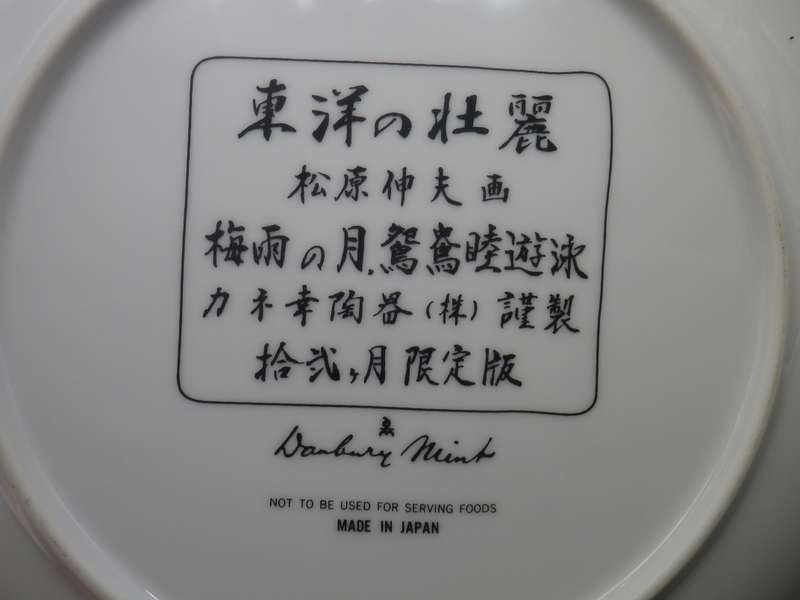 東洋の壮麗
松原伸夫 画
梅雨の月、鴛鴦睦遊泳
カネ幸陶器(株)謹製
拾弐ヶ月限定版
Danbury Mint
NOT TO BE USED FOR SERVING FOODS
MADE IN JAPAN